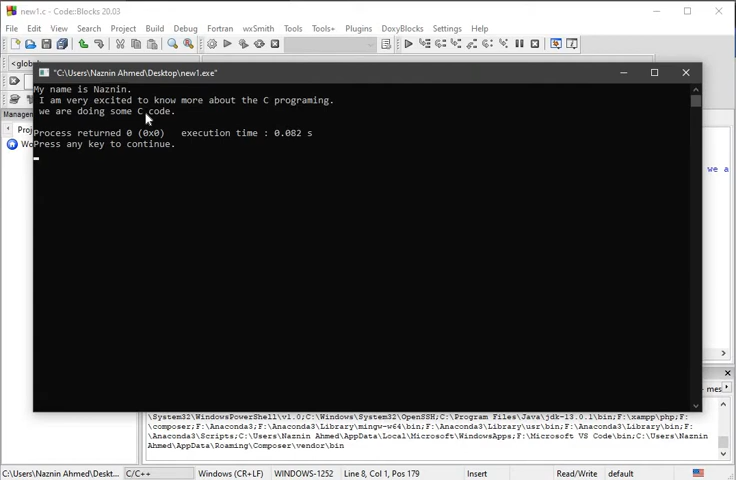 new1.c - Code::Blocks 20.03
File Edit View Search Project Build Debug Fortran wxSmith Tools Tools+ Plugins DoxyBlocks Settings Help
"C:\Users\Naznin Ahmed\Desktop\new1.exe"
My name is Naznin.
I am very excited to know more about the C programing.
we are doing some C code.
Process returned 0 (0x0) execution time : 0.082 s
Press any key to continue.
we a
\System32\WindowsPowerShell\v1.0;C:\Windows\System32\OpenSSH;C:\Program Files\Java\jdk-13.0.1\bin;F:\xampp\php;F:
\composer;F:\Anaconda3;F:\Anaconda3\Library\mingw-w64\bin;F:\Anaconda3\Library\usr\bin;F:\Anaconda3\Library\bin;F:
\Anaconda3\Scripts;C:\Users\Naznin Ahmed\AppData\Local\Microsoft\WindowsApps;F:\Microsoft VS Code\bin;C:\Users\Naznin
Ahmed\AppData\Roaming\Composer\vendor\bin
C:\Users\Naznin Ahmed\Deskt... C/C++ Windows (CR+LF) WINDOWS-1252 Line 8, Col 1, Pos 179 Insert Read/Write default